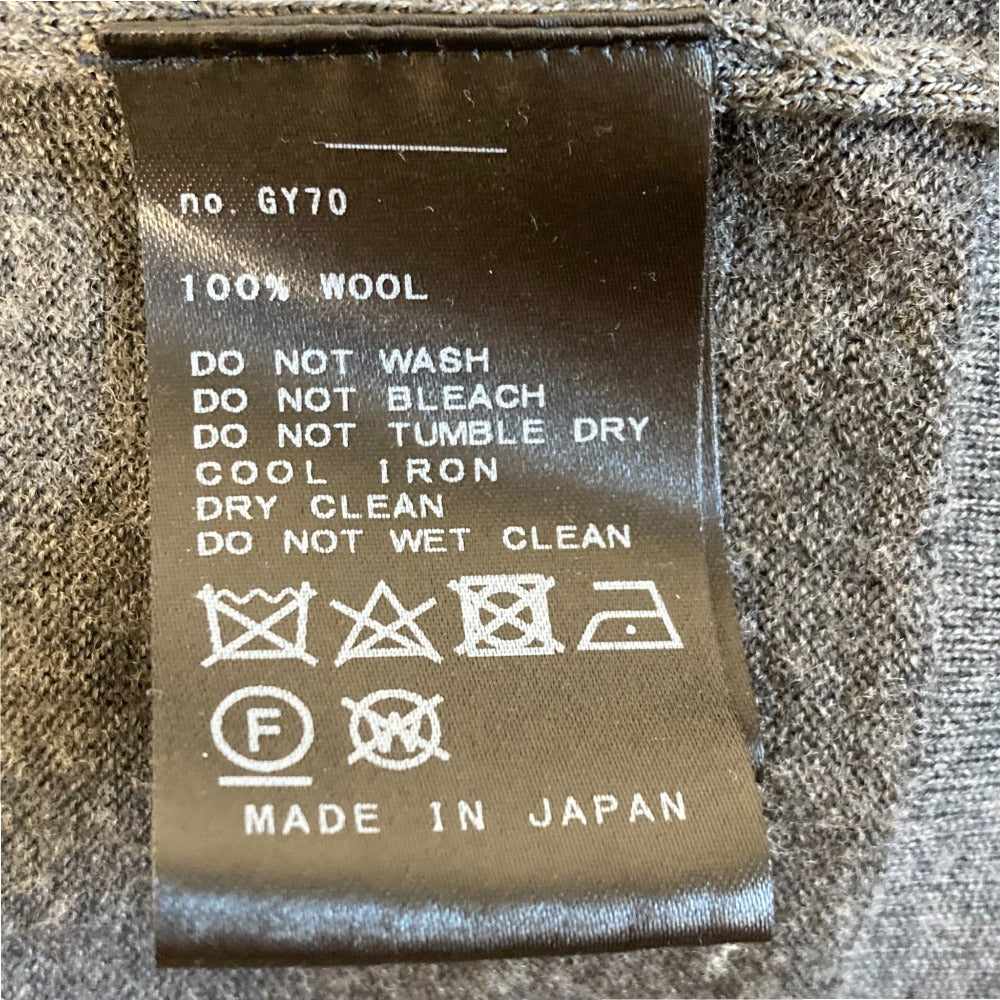 no. GY70
100% WOOL
DO NOT WASH
DO NOT BLEACH
DO NOT TUMBLE DRY
COOL IRON
DRY CLEAN
DO NOT WET CLEAN
F W
MADE IN JAPAN